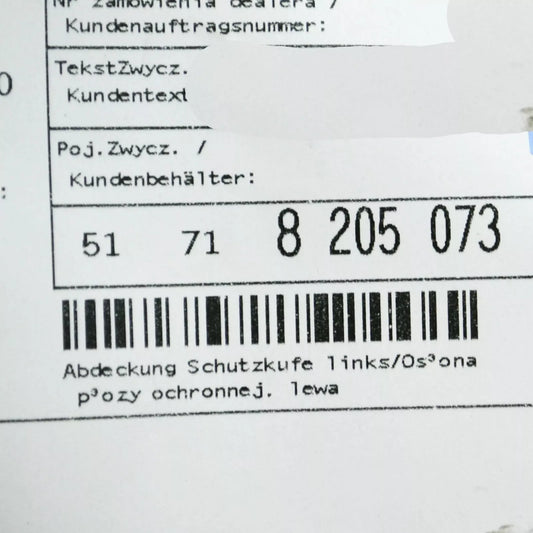 Nr zamówienia dealera /
Kundenauftragsnummer:
0
TekstZwycz.
Kundentext
Poj.Zwycz. /
Kundenbehälter:
:
51 71 8 205 073
Abdeckung Schutzkufe links/Os³ona
p³ozy ochronnej. lewa